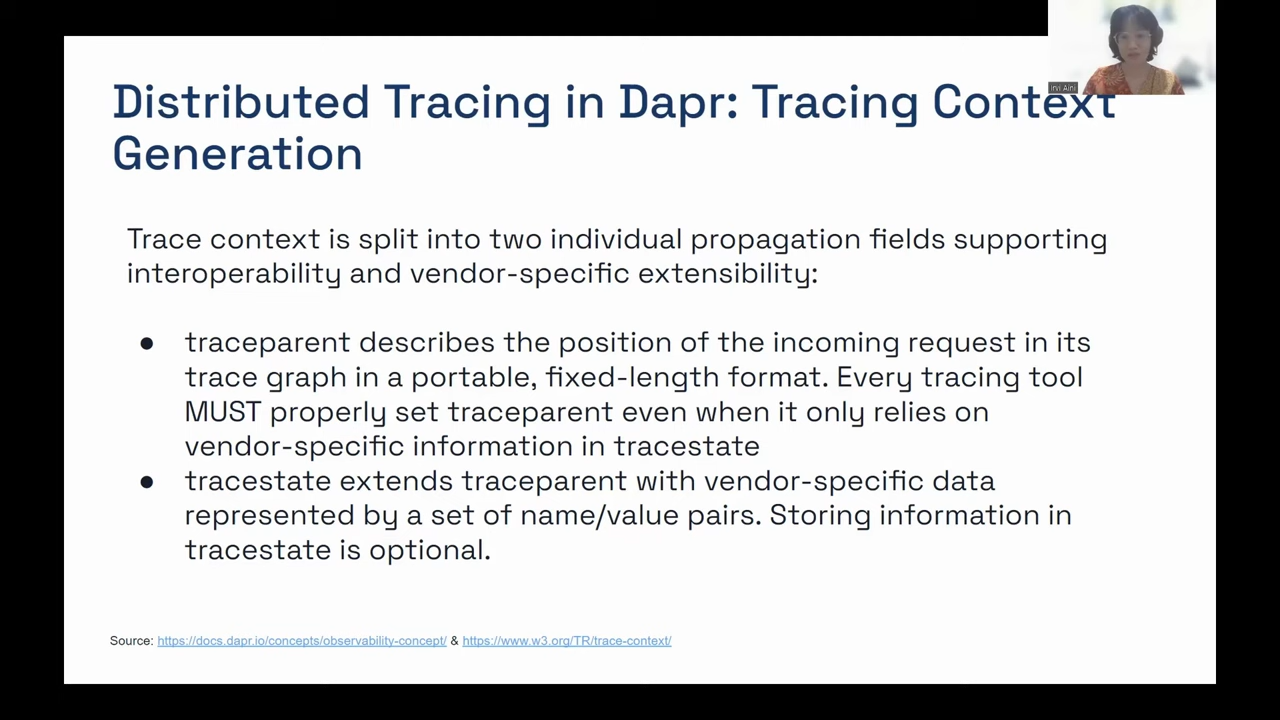 Irvi Aini
Distributed Tracing in Dapr: Tracing Context
Generation
Trace context is split into two individual propagation fields supporting
interoperability and vendor-specific extensibility:
● traceparent describes the position of the incoming request in its
trace graph in a portable, fixed-length format. Every tracing tool
MUST properly set traceparent even when it only relies on
vendor-specific information in tracestate
● tracestate extends traceparent with vendor-specific data
represented by a set of name/value pairs. Storing information in
tracestate is optional.
Source: https://docs.dapr.io/concepts/observability-concept/ & https://www.w3.org/TR/trace-context/